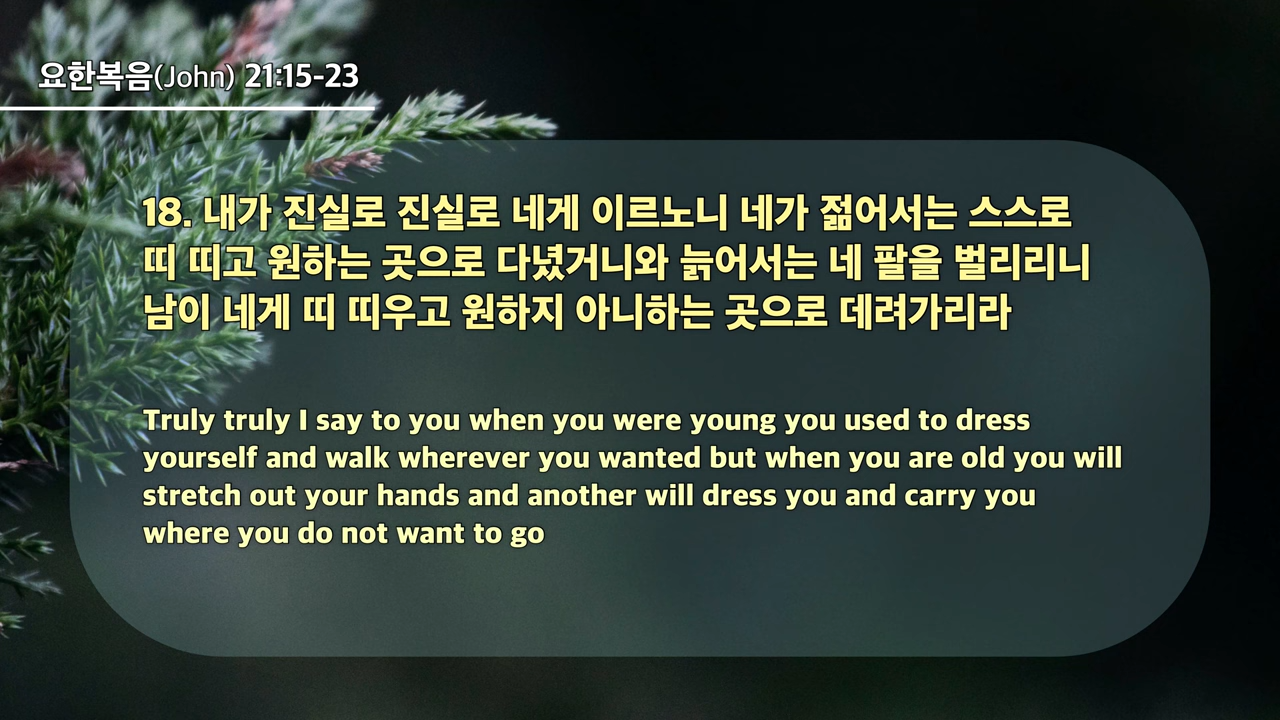 요한복음(John) 21:15-23
18. 내가 진실로 진실로 네게 이르노니 네가 젊어서는 스스로
띠 띠고 원하는 곳으로 다녔거니와 늙어서는 네 팔을 벌리리니
남이 네게 띠 띠우고 원하지 아니하는 곳으로 데려가리라
Truly truly I say to you when you were young you used to dress
yourself and walk wherever you wanted but when you are old you will
stretch out your hands and another will dress you and carry you
where you do not want to go